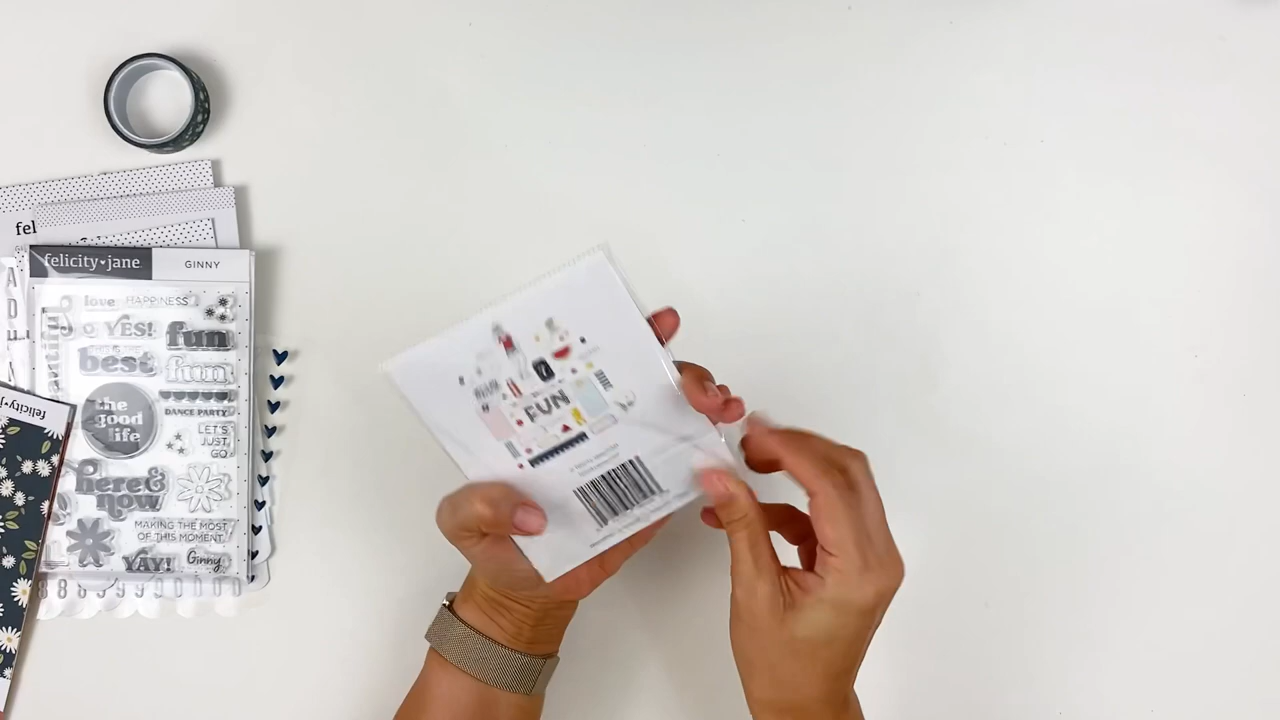 fel
felicity♥jane
GINNY
love HAPPINESS
YES!
fun
best
fun
the
good
life
DANCE PARTY
LET'S
JUST
GO
here&
now
MAKING THE MOST
OF THIS MOMENT
YAY! Ginny
felicity♥j
FUN